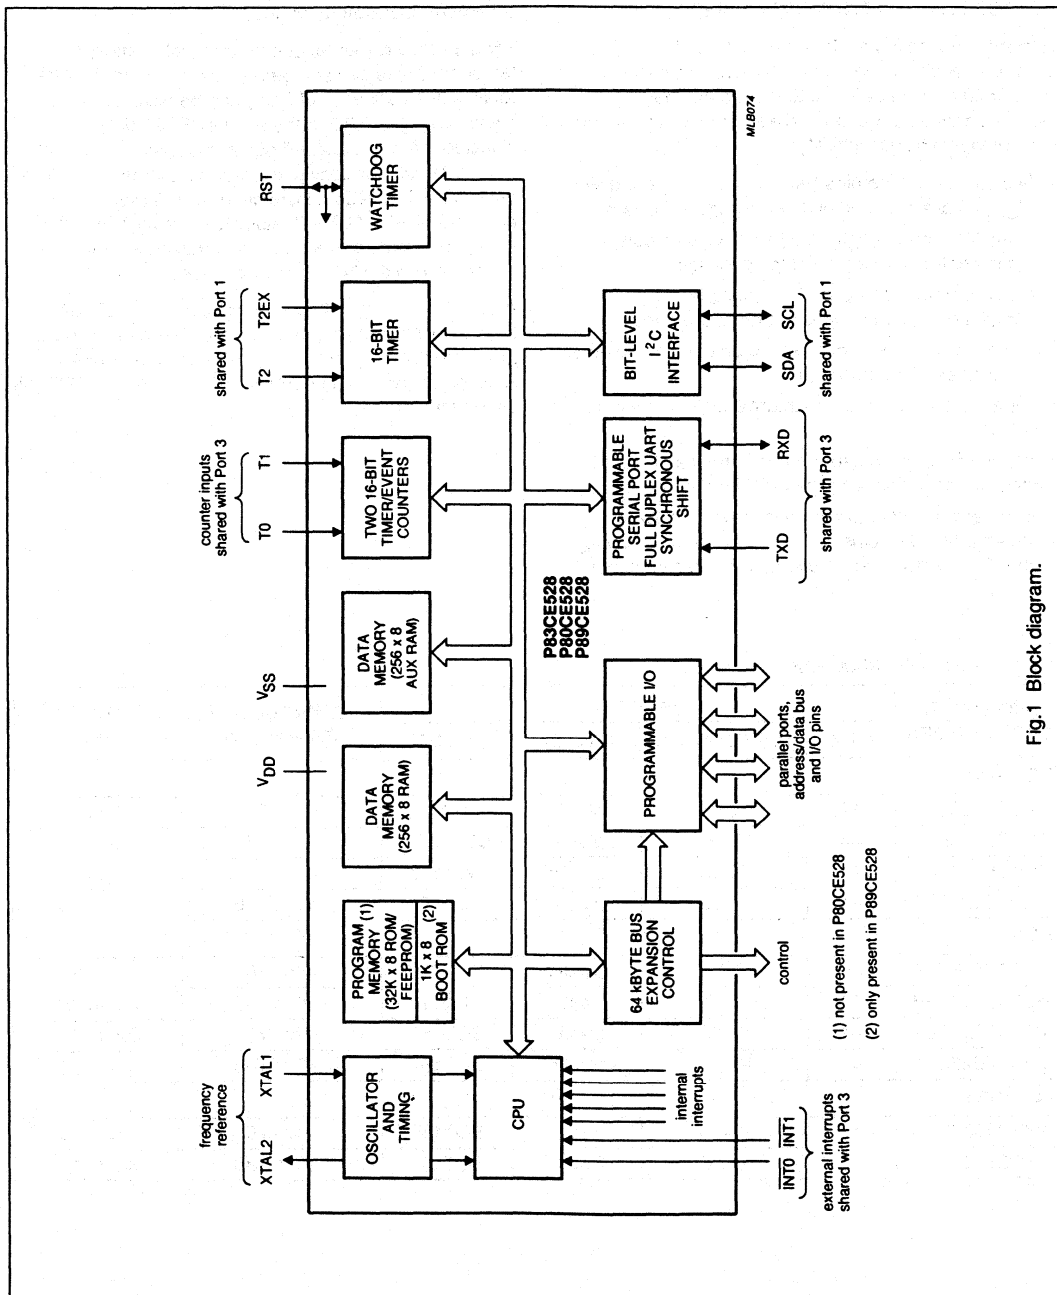 frequency
reference
XTAL2
XTAL1
V̲DD
VSS
counter inputs
shared with Port 3
T0
T1
shared with Port 1
T2
T2EX
RST
OSCILLATOR
AND
TIMING
PROGRAM (1)
MEMORY
(32K x 8 ROM/
FEEPROM)
1K x 8 (2)
BOOT ROM
DATA
MEMORY
(256 x 8 RAM)
DATA
MEMORY
(256 x 8
AUX RAM)
TWO 16-BIT
TIMER/EVENT
COUNTERS
16-BIT
TIMER
WATCHDOG
TIMER
CPU
P83CE528
P80CE528
P89CE528
64 kBYTE BUS
EXPANSION
CONTROL
PROGRAMMABLE I/O
PROGRAMMABLE
SERIAL PORT
FULL DUPLEX UART
SYNCHRONOUS
SHIFT
BIT-LEVEL
I²C
INTERFACE
internal
interrupts
INT0
INT1
external interrupts
shared with Port 3
control
parallel ports,
address/data bus
and I/O pins
TXD
RXD
shared with Port 3
SDA
SCL
shared with Port 1
(1) not present in P80CE528
(2) only present in P89CE528
MLB074
Fig.1 Block diagram.